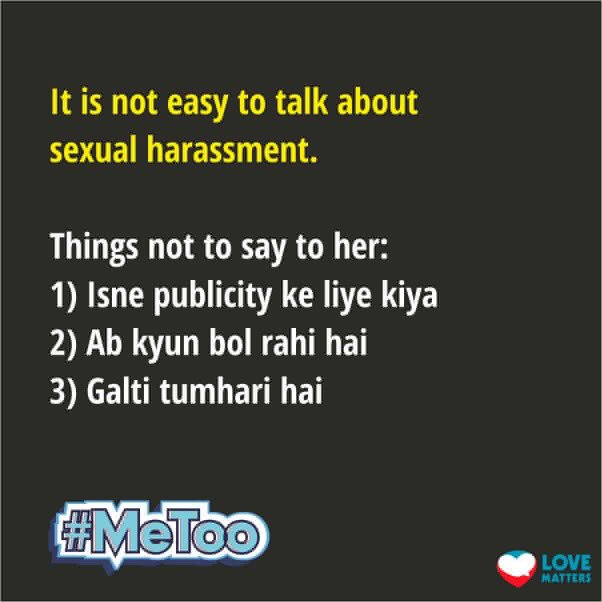 It is not easy to talk about
sexual harassment.
Things not to say to her:
1) Isne publicity ke liye kiya
2) Ab kyun bol rahi hai
3) Galti tumhari hai
#MeToo
LOVE
MATTERS